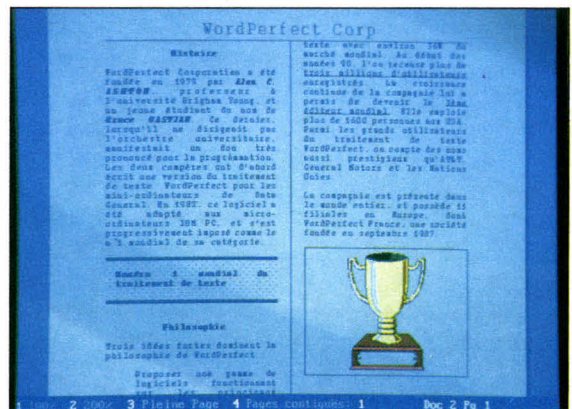 WordPerfect Corp
Histoire
WordPerfect Corporation a été
fondée en 1979 par Alan C.
ASHTON, professeur à
l'université Brigham Young, et
un jeune étudiant du nom de
Bruce BASTIAN. Ce dernier,
lorsqu'il ne dirigeait pas
l'orchestre universitaire,
manifestait un don très
prononcé pour la programmation.
Les deux compères ont d'abord
écrit une version du traitement
de texte WordPerfect pour les
mini-ordinateurs de Data
General. En 1982, ce logiciel a
été adapté aux micro-
ordinateurs IBM PC, et s'est
progressivement imposé comme le
n°1 mondial de sa catégorie.
Numéro 1 mondial du
traitement de texte
Philosophie
Trois idées fortes dominent la
philosophie de WordPerfect
Proposer une gamme de
logiciels fonctionnant
sur les principaux
texte avec environ du
marché mondial. Au début des
années 90, l'on recense plus de
trois millions d'utilisateurs
enregistrés. La croissance
continue de la compagnie lui a
permis de devenir le 3ème
éditeur mondial. Elle emploie
plus de 1600 personnes aux USA.
Parmi les grands utilisateurs
du traitement de texte
WordPerfect, on compte des noms
aussi prestigieux qu'AT&T,
General Motors et les Nations
Unies.
La compagnie est présente dans
le monde entier, et possède 11
filiales en Europe, dont
WordPerfect France, une société
fondée en septembre 1987.
1 100% 2 200% 3 Pleine Page 4 Pages contiguës: 1 Doc 2 Pg 1